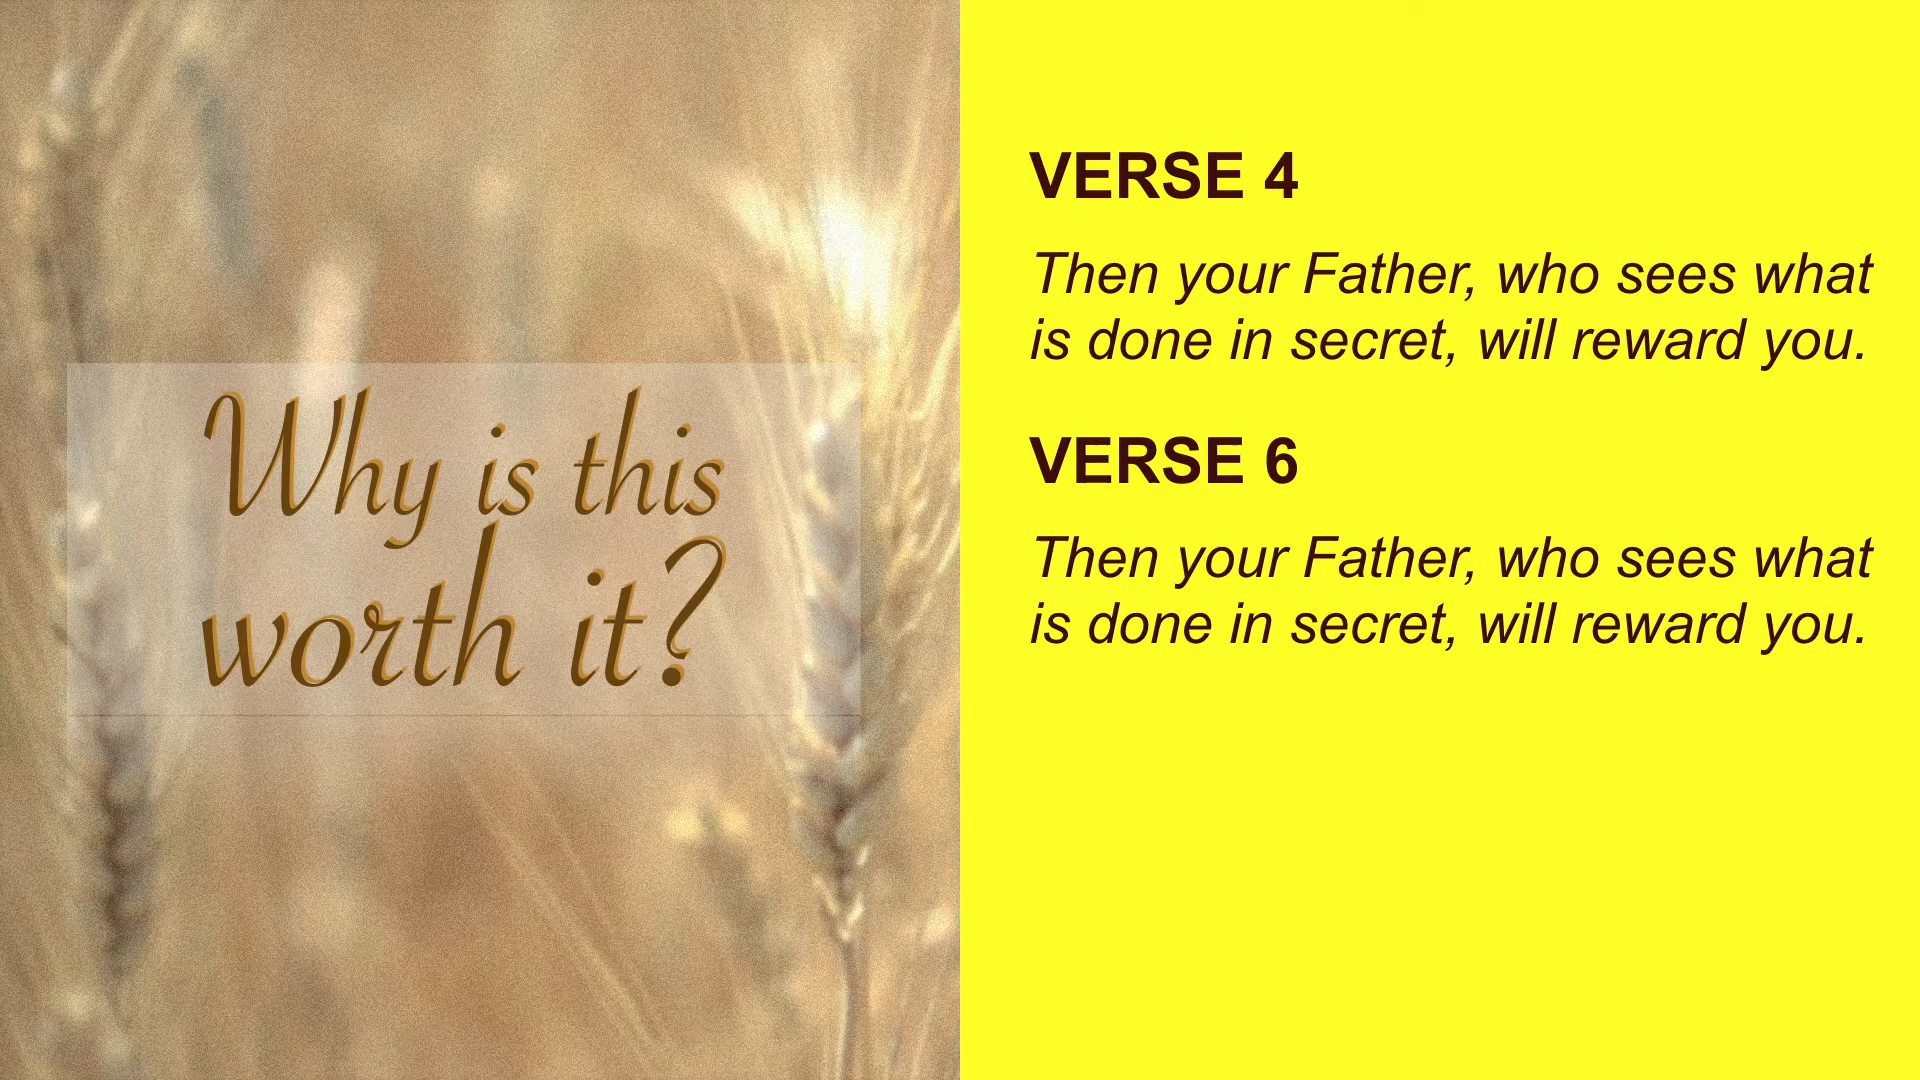 Why is this
worth it?
VERSE 4
Then your Father, who sees what
is done in secret, will reward you.
VERSE 6
Then your Father, who sees what
is done in secret, will reward you.